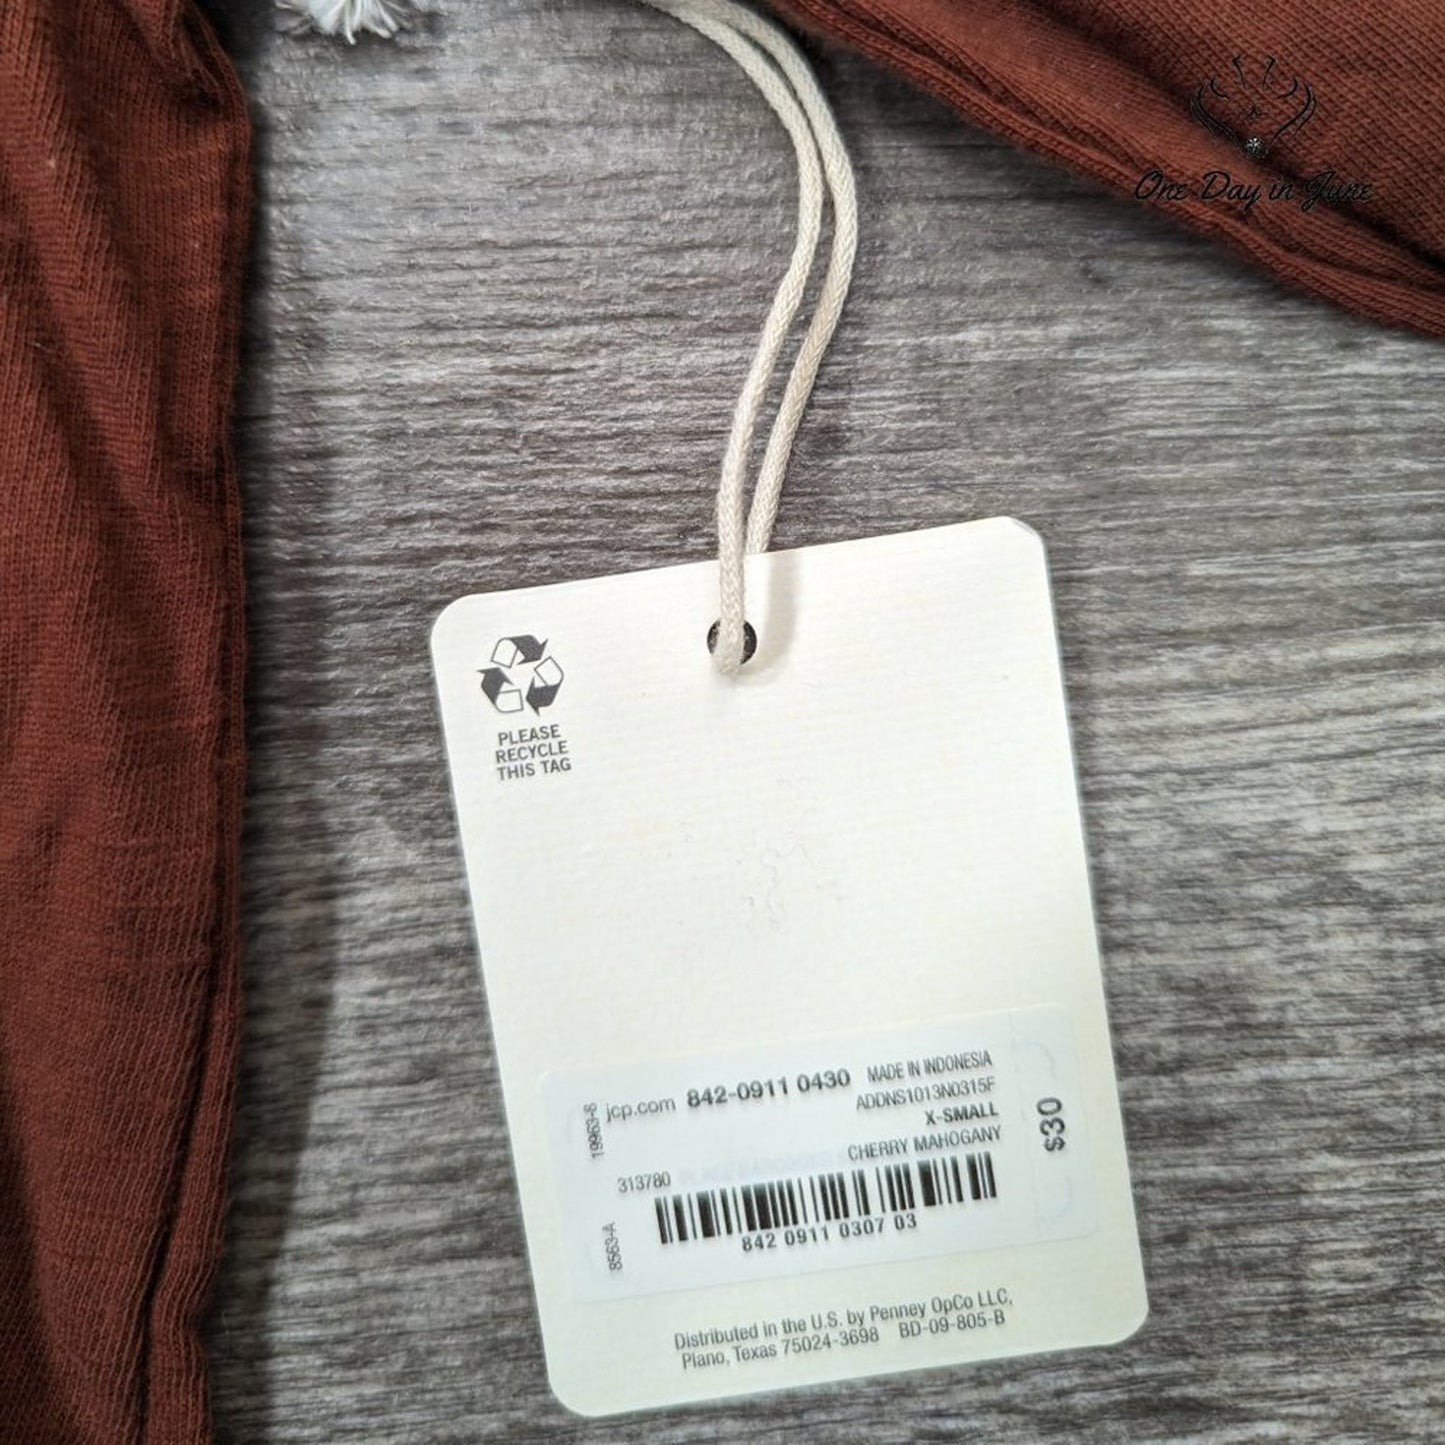 One Day in June
PLEASE
RECYCLE
THIS TAG
jcp.com 842-0911 0430 MADE IN INDONESIA
ADDNS1013N0315F
X-SMALL
CHERRY MAHOGANY
$30
313780
8563-A
842 0911 0307 03
Distributed in the U.S. by Penney OpCo LLC,
Plano, Texas 75024-3698 BD-09-805-B